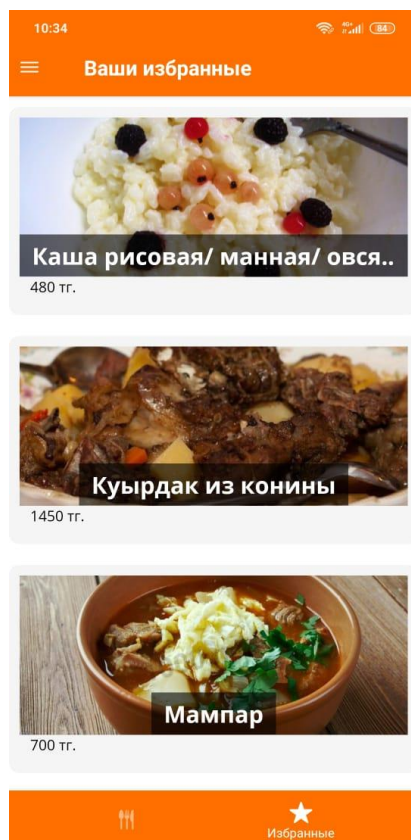 10:34
4G+
84
Ваши избранные
Каша рисовая/ манная/ овся..
480 тг.
Куырдак из конины
1450 тг.
Мампар
700 тг.
Избранные